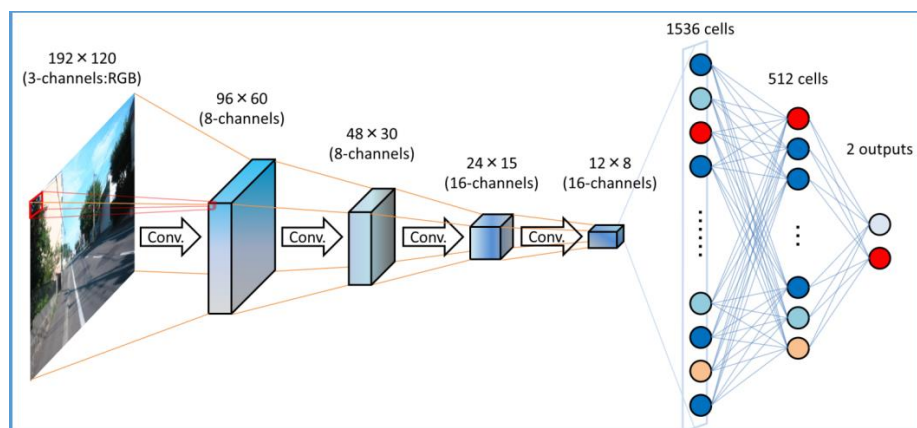 192×120
(3-channels:RGB)
96×60
(8-channels)
48×30
(8-channels)
24×15
(16-channels)
12×8
(16-channels)
1536 cells
512 cells
2 outputs
Conv.
Conv.
Conv.
Conv.